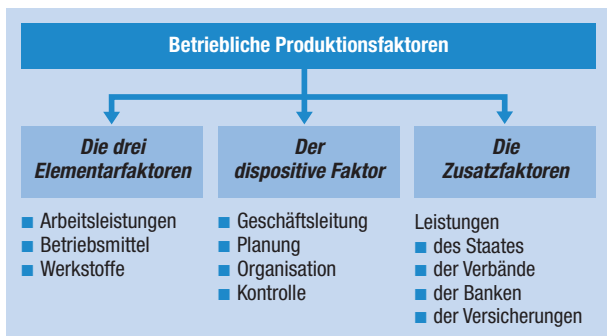 Betriebliche Produktionsfaktoren
Die drei
Elementarfaktoren
Arbeitsleistungen
Betriebsmittel
Werkstoffe
Der
dispositive Faktor
Geschäftsleitung
Planung
Organisation
Kontrolle
Die
Zusatzfaktoren
Leistungen
des Staates
der Verbände
der Banken
der Versicherungen